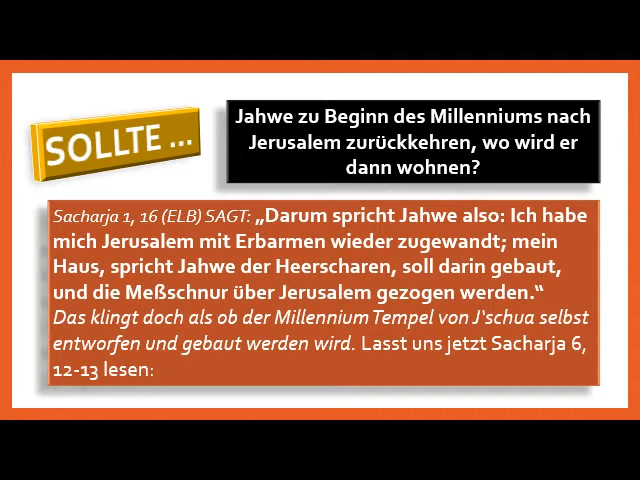 SOLLTE ...
Jahwe zu Beginn des Millenniums nach
Jerusalem zurückkehren, wo wird er
dann wohnen?
Sacharja 1, 16 (ELB) SAGT: „Darum spricht Jahwe also: Ich habe
mich Jerusalem mit Erbarmen wieder zugewandt; mein
Haus, spricht Jahwe der Heerscharen, soll darin gebaut,
und die Meßschnur über Jerusalem gezogen werden.“
Das klingt doch als ob der Millennium Tempel von J‘schua selbst
entworfen und gebaut werden wird. Lasst uns jetzt Sacharja 6,
12-13 lesen: